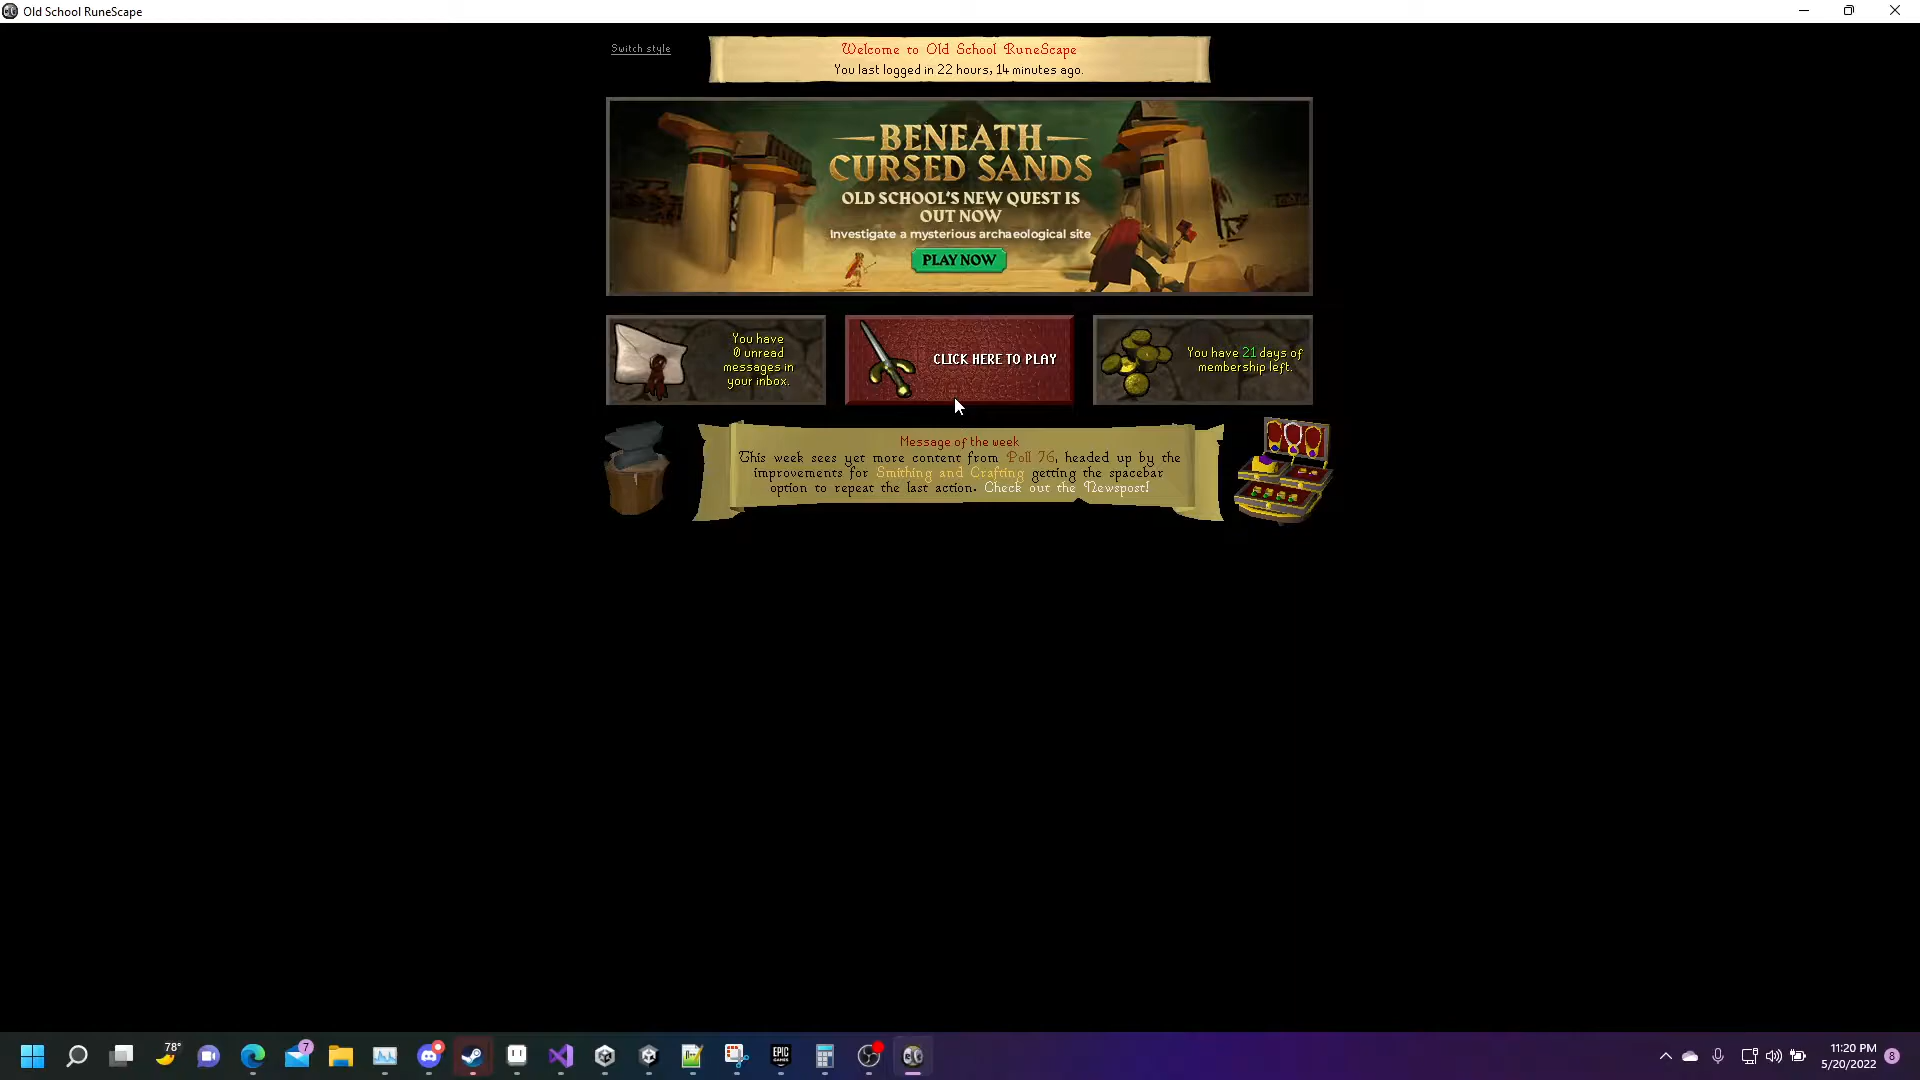 Old School RuneScape
Switch style
Welcome to Old School RuneScape
You last logged in 22 hours, 14 minutes ago.
BENEATH
CURSED SANDS
OLD SCHOOL'S NEW QUEST IS
OUT NOW
Investigate a mysterious archaeological site
PLAY NOW
You have
0 unread
messages in
your inbox.
CLICK HERE TO PLAY
You have 21 days of
membership left.
Message of the week
This week sees yet more content from Poll 76, headed up by the
improvements for Smithing and Crafting getting the spacebar
option to repeat the last action. Check out the Newspost!
78°
7
EPIC
GAMES
11:20 PM
5/20/2022
8